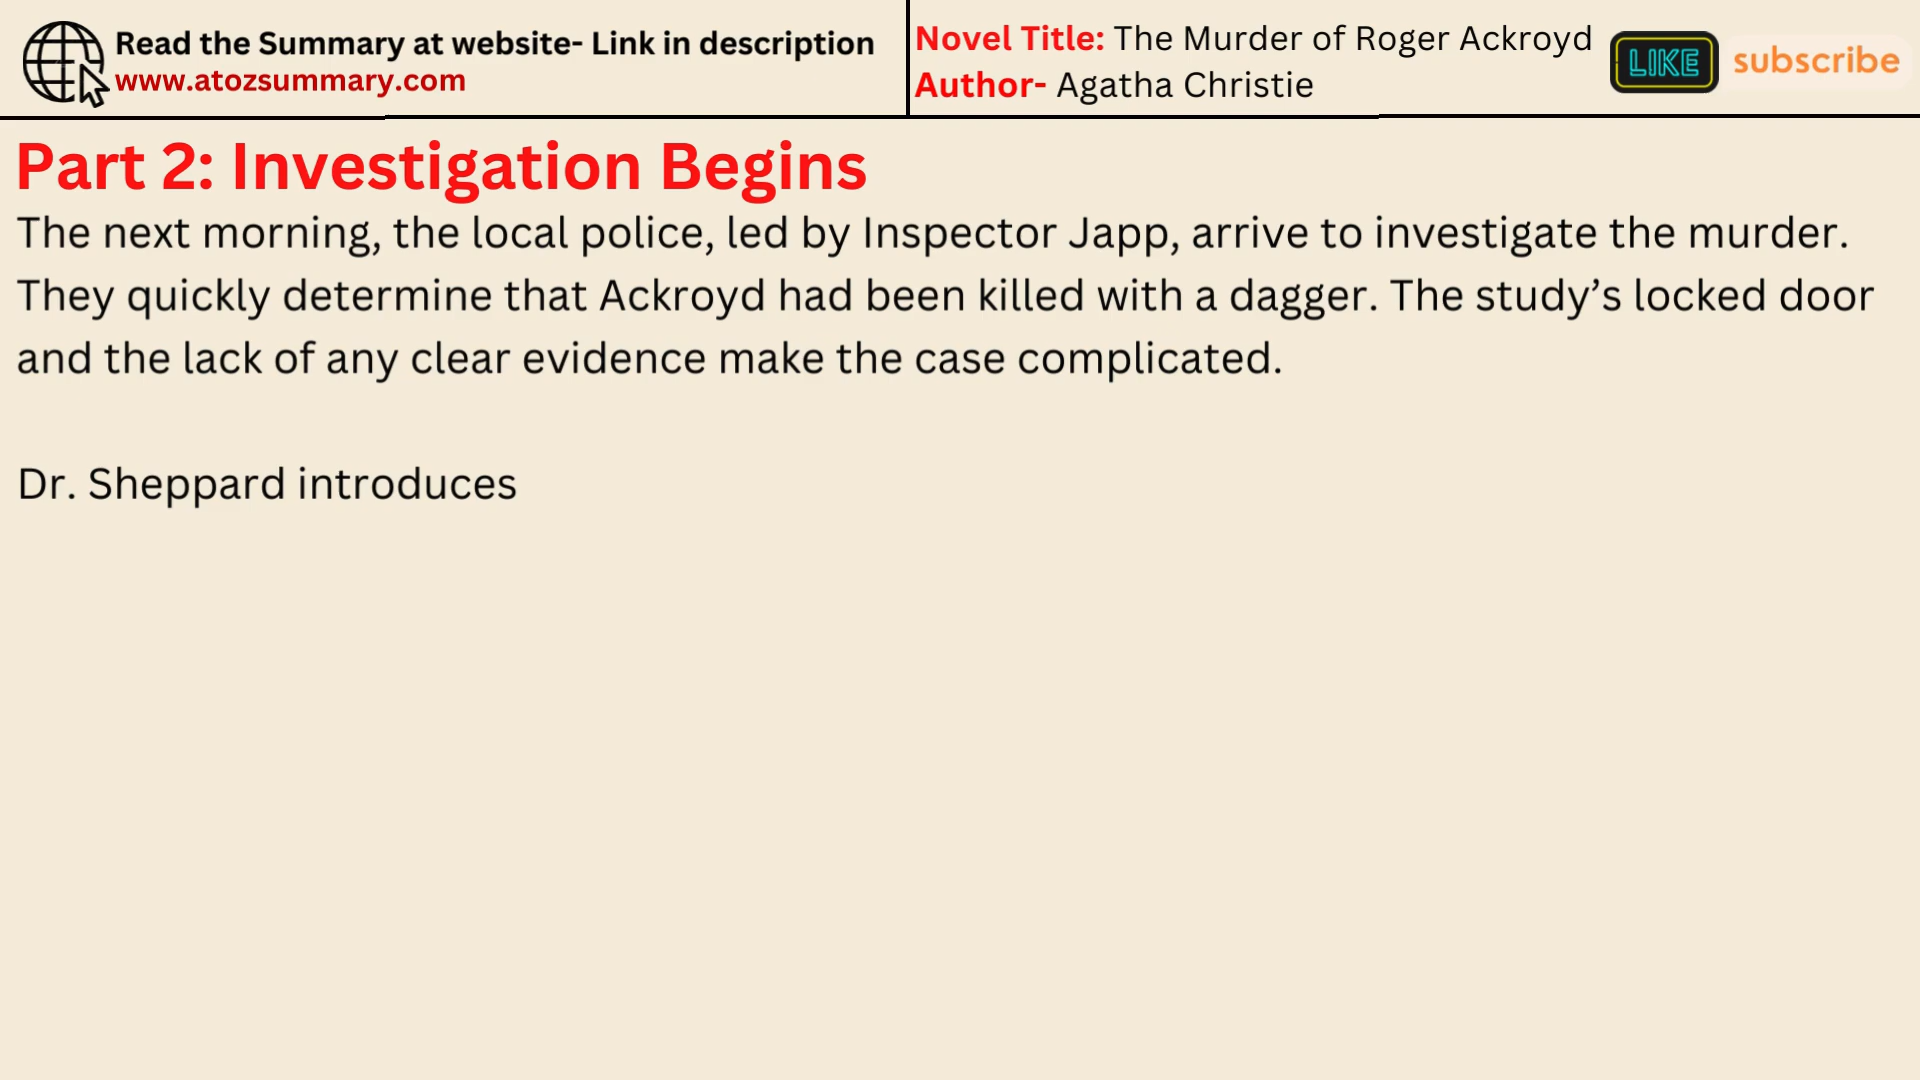 Read the Summary at website- Link in description
www.atozsummary.com
Novel Title: The Murder of Roger Ackroyd
Author- Agatha Christie
LIKE
subscribe
Part 2: Investigation Begins
The next morning, the local police, led by Inspector Japp, arrive to investigate the murder.
They quickly determine that Ackroyd had been killed with a dagger. The study’s locked door
and the lack of any clear evidence make the case complicated.
Dr. Sheppard introduces